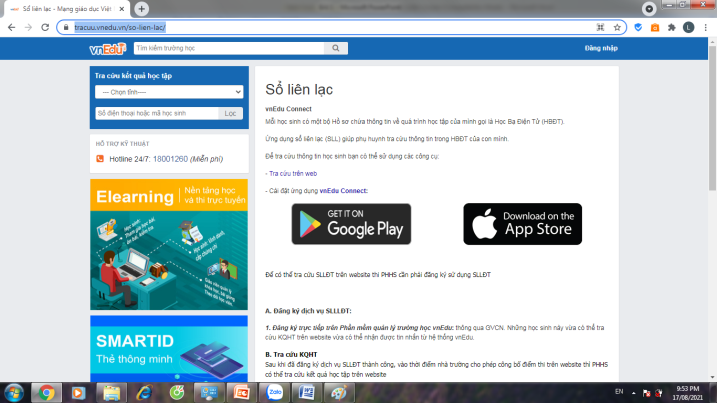 Sổ liên lạc - Mạng giáo dục Việt
tracuu.vnedu.vn/so-lien-lac/
vnEdu
Tìm kiếm trường học
Đăng nhập
Tra cứu kết quả học tập
--- Chọn tỉnh---
Số điện thoại hoặc mã học sinh
Lọc
HỖ TRỢ KỸ THUẬT
Hotline 24/7: 18001260 (Miễn phí)
Elearning
Nền tảng học
và thi trực tuyến
SMARTID
Thẻ thông minh
Sổ liên lạc
vnEdu Connect
Mỗi học sinh có một bộ Hồ sơ chứa thông tin về quá trình học tập của mình gọi là Học Bạ Điện Tử (HBĐT).
Ứng dụng sổ liên lạc (SLL) giúp phụ huynh tra cứu thông tin trong HBĐT của con mình.
Để tra cứu thông tin học sinh bạn có thể sử dụng các công cụ:
- Tra cứu trên web
- Cài đặt ứng dụng vnEdu Connect:
GET IT ON
Google Play
Download on the
App Store
Để có thể tra cứu SLLĐT trên website thì PHHS cần phải đăng ký sử dụng SLLĐT
A. Đăng ký dịch vụ SLLLĐT:
1. Đăng ký trực tiếp trên Phần mềm quản lý trường học vnEdu: thông qua GVCN. Những học sinh này vừa có thể tra
cứu KQHT trên website vừa có thể nhận được tin nhắn từ hệ thống vnEdu.
B. Tra cứu KQHT
Sau khi đã đăng ký dịch vụ SLLĐT thành công, vào thời điểm nhà trường cho phép công bố điểm thi trên website thì PHHS
có thể tra cứu kết quả học tập trên website
Zalo
EN
9:53 PM
17/08/2021